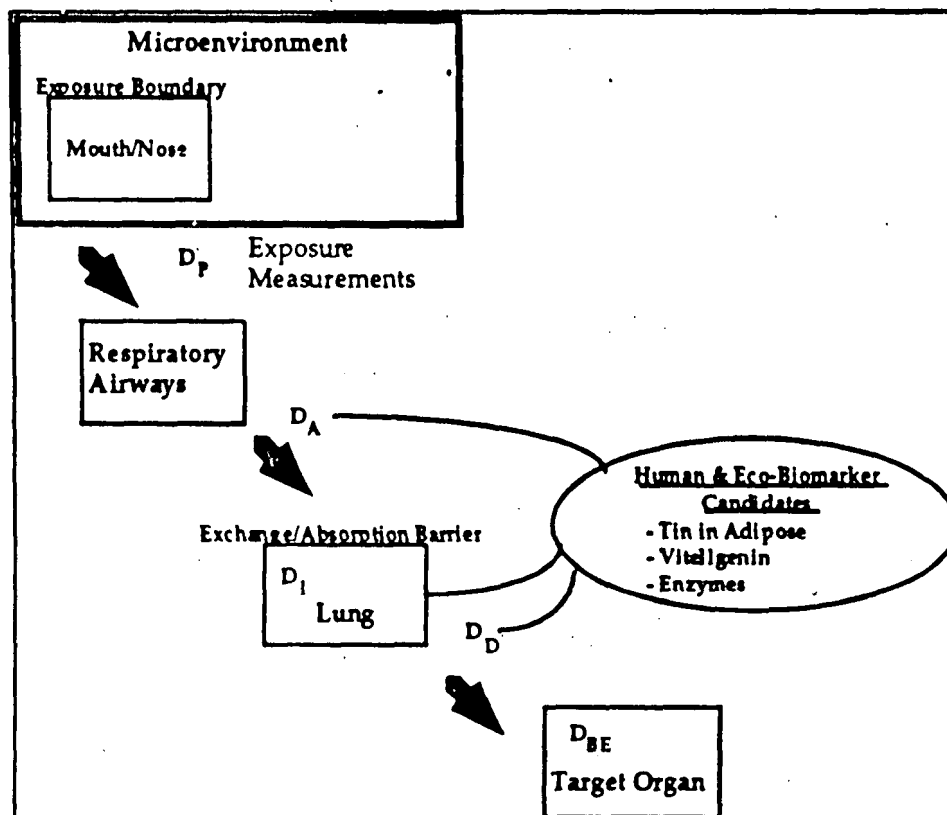 Microenvironment
Exposure Boundary
Mouth/Nose
D_P Exposure
Measurements
Respiratory
Airways
D_A
Human & Eco-Biomarker
Candidates
- Tin in Adipose
- Vitellgenin
- Enzymes
Exchange/Absorption Barrier
D_I
Lung
D_D
D_BE
Target Organ